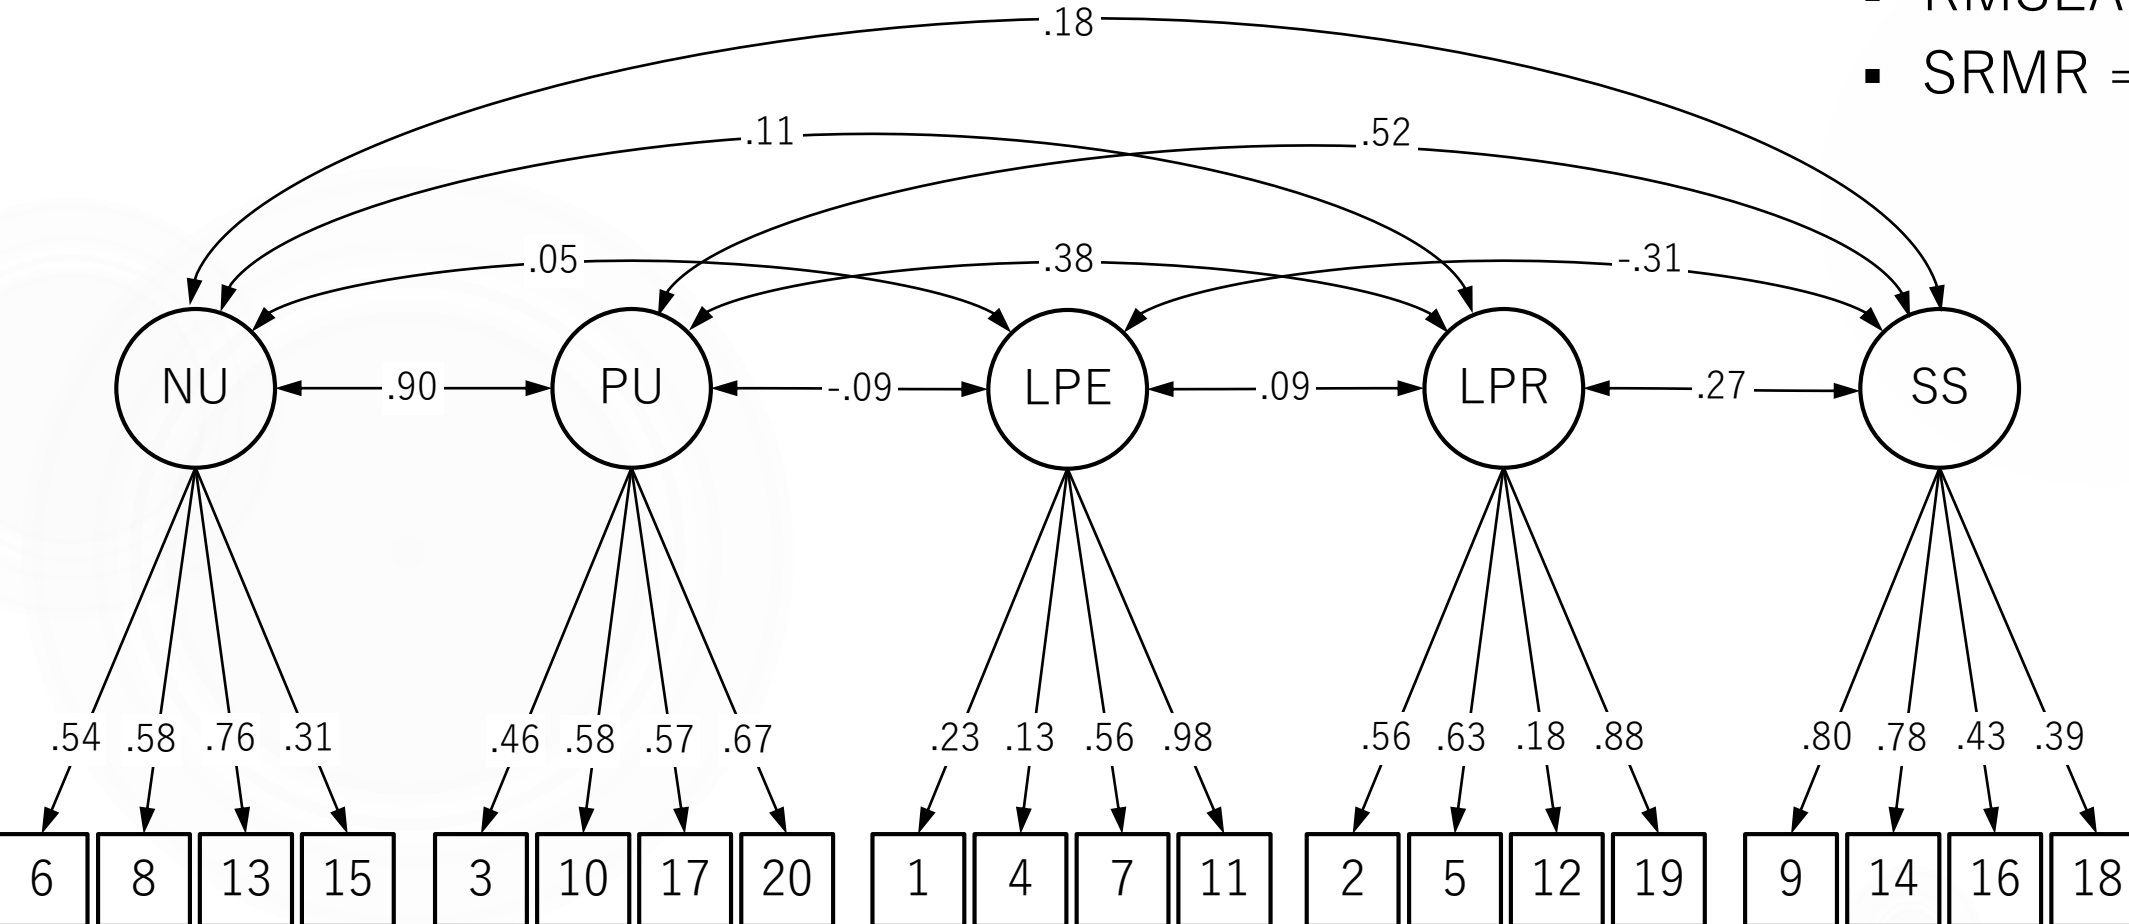 .18
▪ SRMR =
.11 .52
.05 .38 -.31
NU .90 PU -.09 LPE .09 LPR .27 SS
.54 .58 .76 .31 .46 .58 .57 .67 .23 .13 .56 .98 .56 .63 .18 .88 .80 .78 .43 .39
6 8 13 15 3 10 17 20 1 4 7 11 2 5 12 19 9 14 16 18